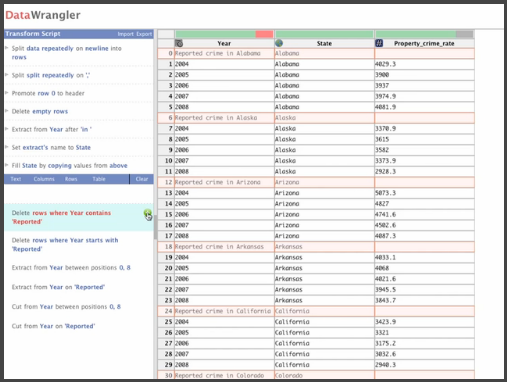 DataWrangler
Transform Script Import Export
Split data repeatedly on newline into
rows
Split split repeatedly on ','
Promote row 0 to header
Delete empty rows
Extract from Year after 'in '
Set extract's name to State
Fill State by copying values from above
Text Columns Rows Table Clear
Delete rows where Year contains
'Reported'
Delete rows where Year starts with
'Reported'
Extract from Year between positions 0, 8
Extract from Year on 'Reported'
Cut from Year between positions 0, 8
Cut from Year on 'Reported'
Year State Property_crime_rate
0 Reported crime in Alabama Alabama
1 2004 Alabama 4029.3
2 2005 Alabama 3900
3 2006 Alabama 3937
4 2007 Alabama 3974.9
5 2008 Alabama 4081.9
6 Reported crime in Alaska Alaska
7 2004 Alaska 3370.9
8 2005 Alaska 3615
9 2006 Alaska 3582
10 2007 Alaska 3373.9
11 2008 Alaska 2928.3
12 Reported crime in Arizona Arizona
13 2004 Arizona 5073.3
14 2005 Arizona 4827
15 2006 Arizona 4741.6
16 2007 Arizona 4502.6
17 2008 Arizona 4087.3
18 Reported crime in Arkansas Arkansas
19 2004 Arkansas 4033.1
20 2005 Arkansas 4068
21 2006 Arkansas 4021.6
22 2007 Arkansas 3945.5
23 2008 Arkansas 3843.7
24 Reported crime in California California
25 2004 California 3423.9
26 2005 California 3321
27 2006 California 3175.2
28 2007 California 3032.6
29 2008 California 2940.3
30 Reported crime in Colorado Colorado